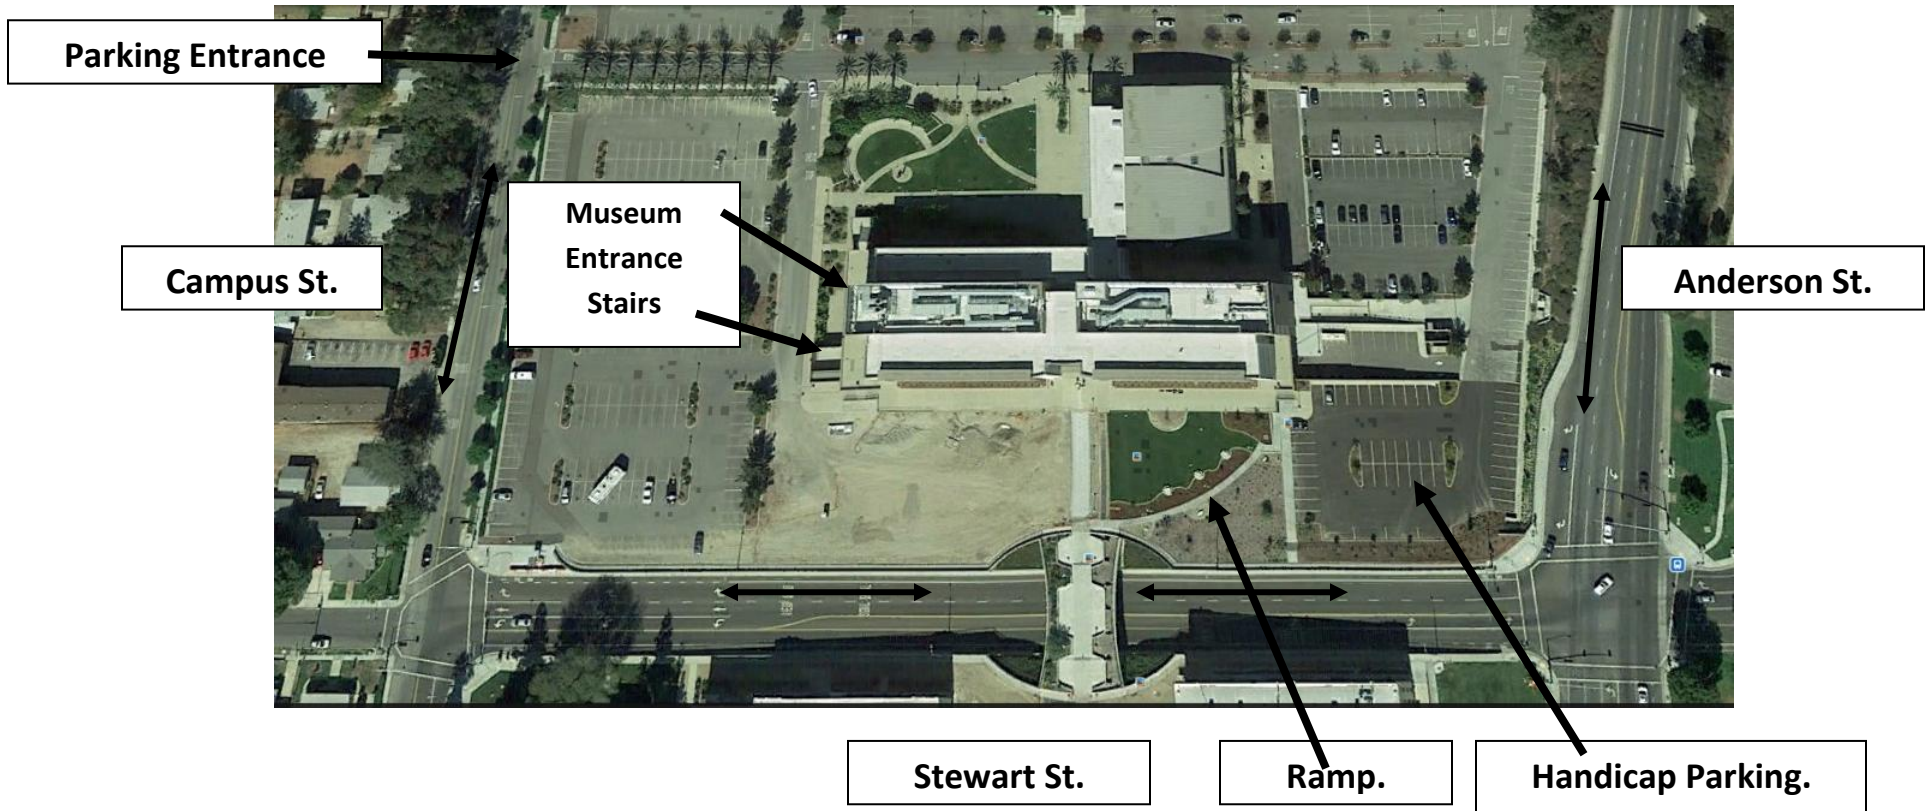 Parking Entrance
Museum
Entrance
Stairs
Campus St.
Anderson St.
Stewart St.
Ramp.
Handicap Parking.